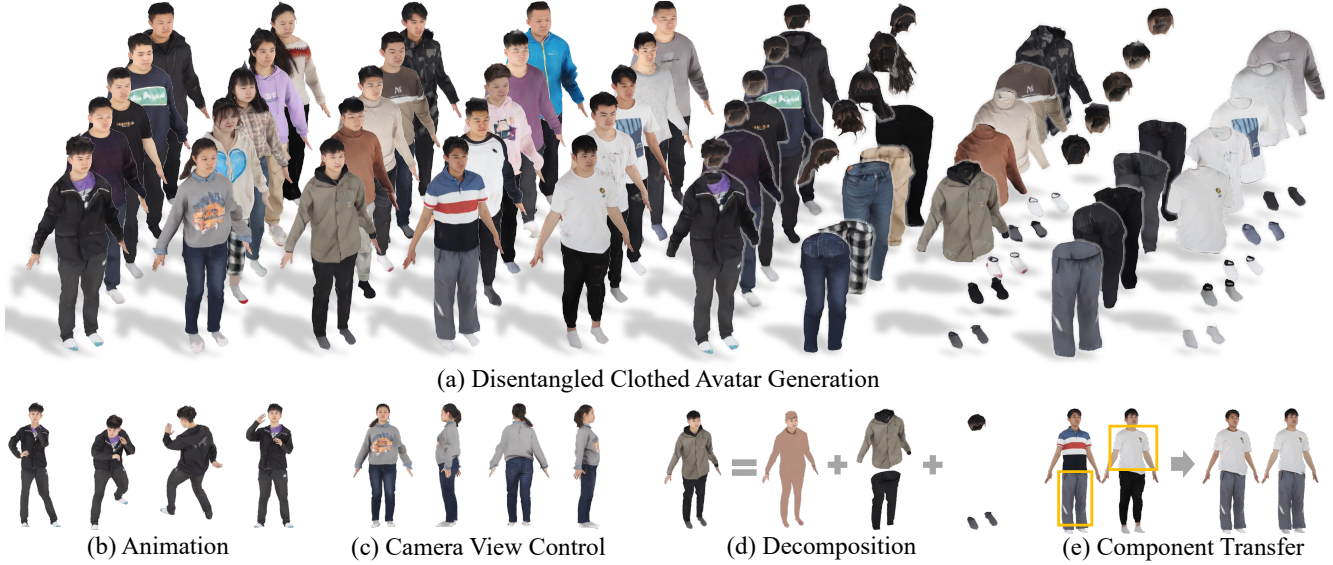 (a) Disentangled Clothed Avatar Generation
(b) Animation
(c) Camera View Control
(d) Decomposition
(e) Component Transfer